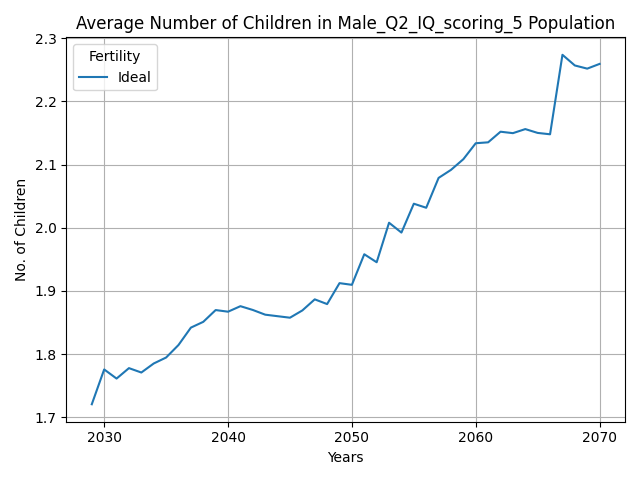 Average Number of Children in Male_Q2_IQ_scoring_5 Population
2.3
2.2
2.1
2.0
1.9
1.8
1.7
No. of Children
Fertility
Ideal
2030 2040 2050 2060 2070
Years